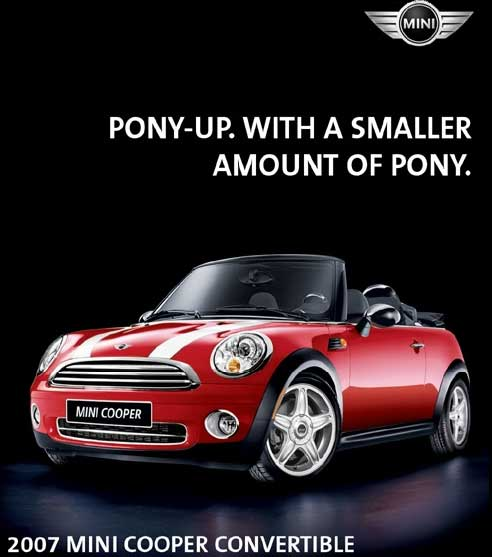 MINI
PONY-UP. WITH A SMALLER
AMOUNT OF PONY.
MINI COOPER
2007 MINI COOPER CONVERTIBLE